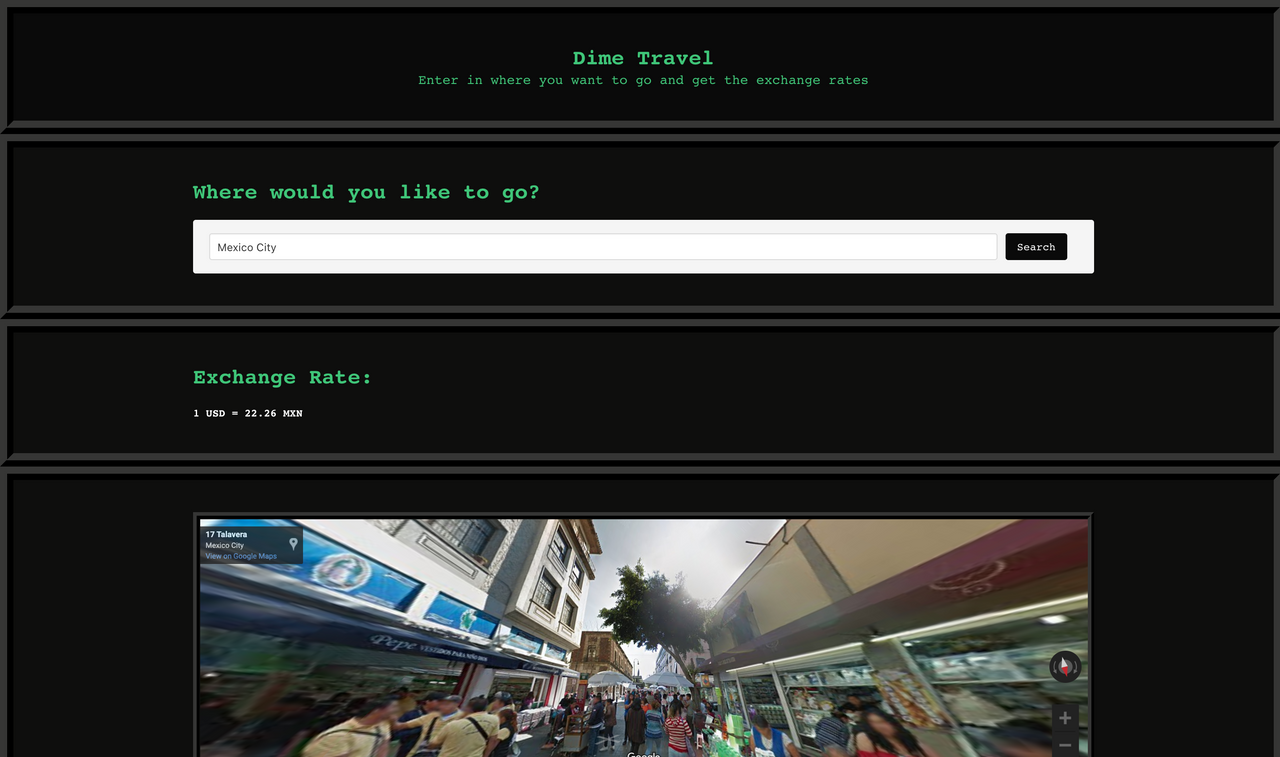 Dime Travel
Enter in where you want to go and get the exchange rates
Where would you like to go?
Mexico City
Search
Exchange Rate:
1 USD = 22.26 MXN
17 Talavera
Mexico City
View on Google Maps
Pepe VESTIDOS PARA NIÑOS
Google